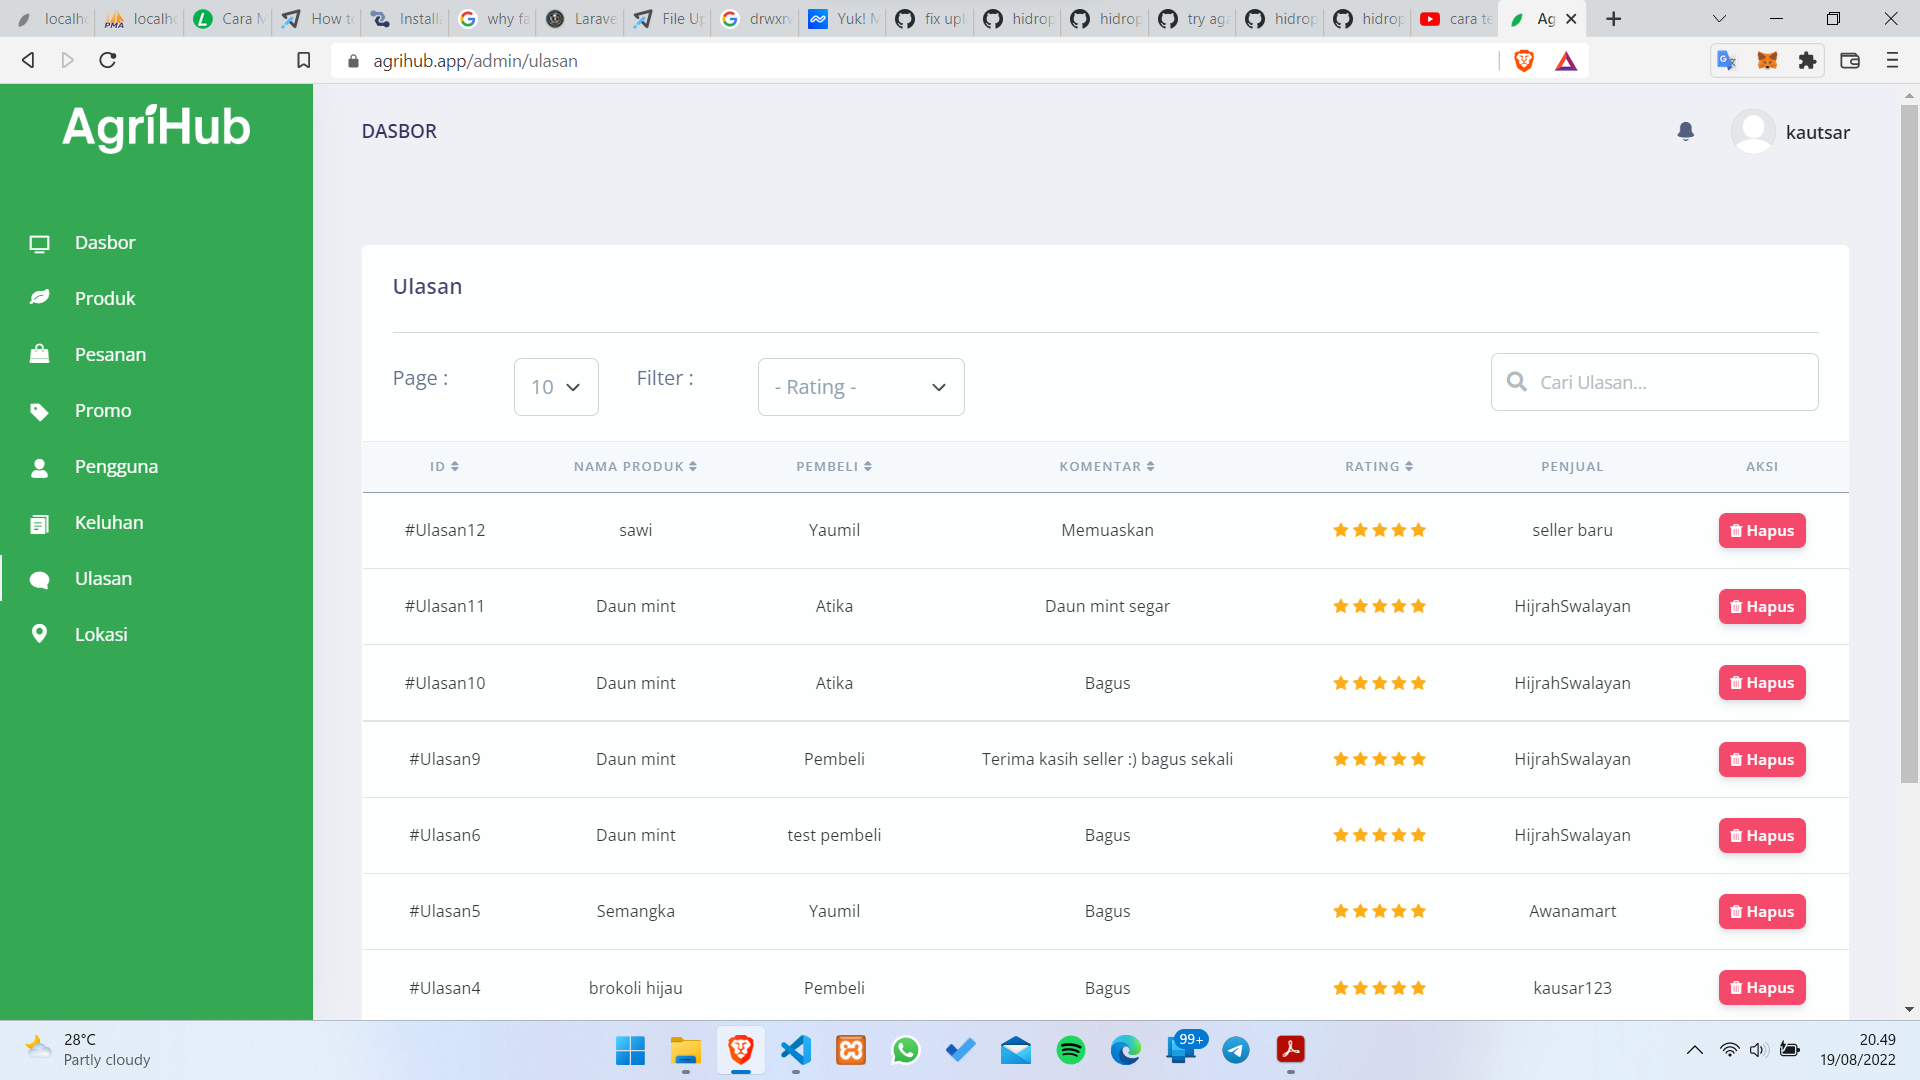 localho
localho
Cara M
How to
Install
why fa
Larave
File Up
drwxrv
Yuk! M
fix upl
hidrop
hidrop
try aga
hidrop
hidrop
cara te
Ag
agrihub.app/admin/ulasan
AgriHub
DASBOR
kautsar
Dasbor
Produk
Pesanan
Promo
Pengguna
Keluhan
Ulasan
Lokasi
Ulasan
Page : 10 Filter : - Rating - Cari Ulasan...
ID NAMA PRODUK PEMBELI KOMENTAR RATING PENJUAL AKSI
#Ulasan12 sawi Yaumil Memuaskan seller baru Hapus
#Ulasan11 Daun mint Atika Daun mint segar HijrahSwalayan Hapus
#Ulasan10 Daun mint Atika Bagus HijrahSwalayan Hapus
#Ulasan9 Daun mint Pembeli Terima kasih seller :) bagus sekali HijrahSwalayan Hapus
#Ulasan6 Daun mint test pembeli Bagus HijrahSwalayan Hapus
#Ulasan5 Semangka Yaumil Bagus Awanamart Hapus
#Ulasan4 brokoli hijau Pembeli Bagus kausar123 Hapus
28°C
Partly cloudy
99+
20.49
19/08/2022